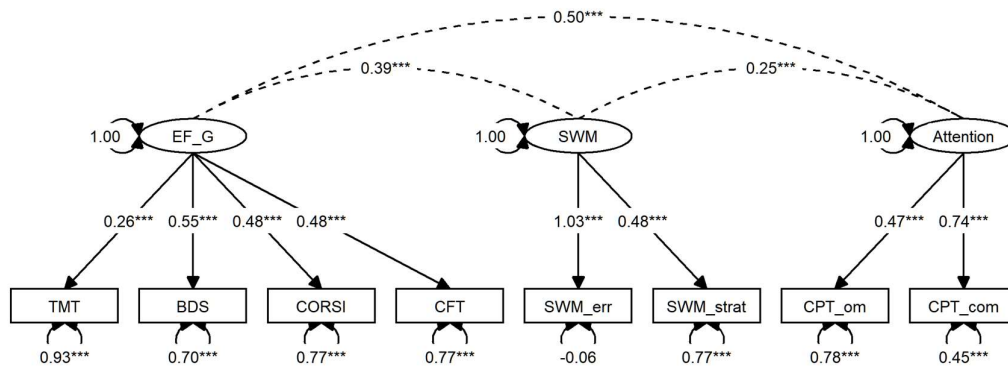 0.50***
0.39*** 0.25***
1.00 EF_G 1.00 SWM 1.00 Attention
0.26*** 0.55*** 0.48*** 0.48*** 1.03*** 0.48*** 0.47*** 0.74***
TMT BDS CORSI CFT SWM_err SWM_strat CPT_om CPT_com
0.93*** 0.70*** 0.77*** 0.77*** -0.06 0.77*** 0.78*** 0.45***